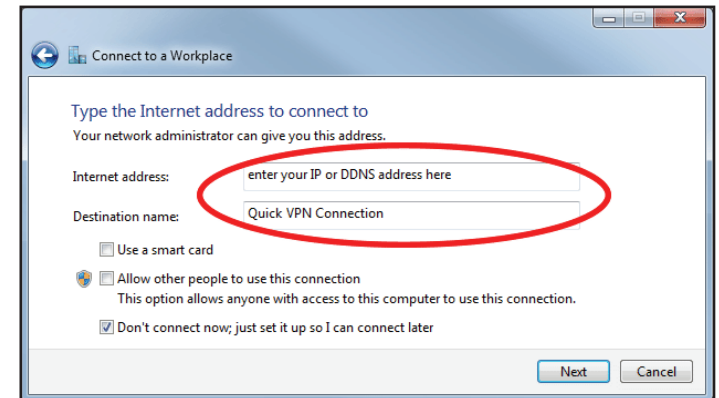 Connect to a Workplace
Type the Internet address to connect to
Your network administrator can give you this address.
Internet address: enter your IP or DDNS address here
Destination name: Quick VPN Connection
Use a smart card
Allow other people to use this connection
This option allows anyone with access to this computer to use this connection.
Don't connect now; just set it up so I can connect later
Next Cancel